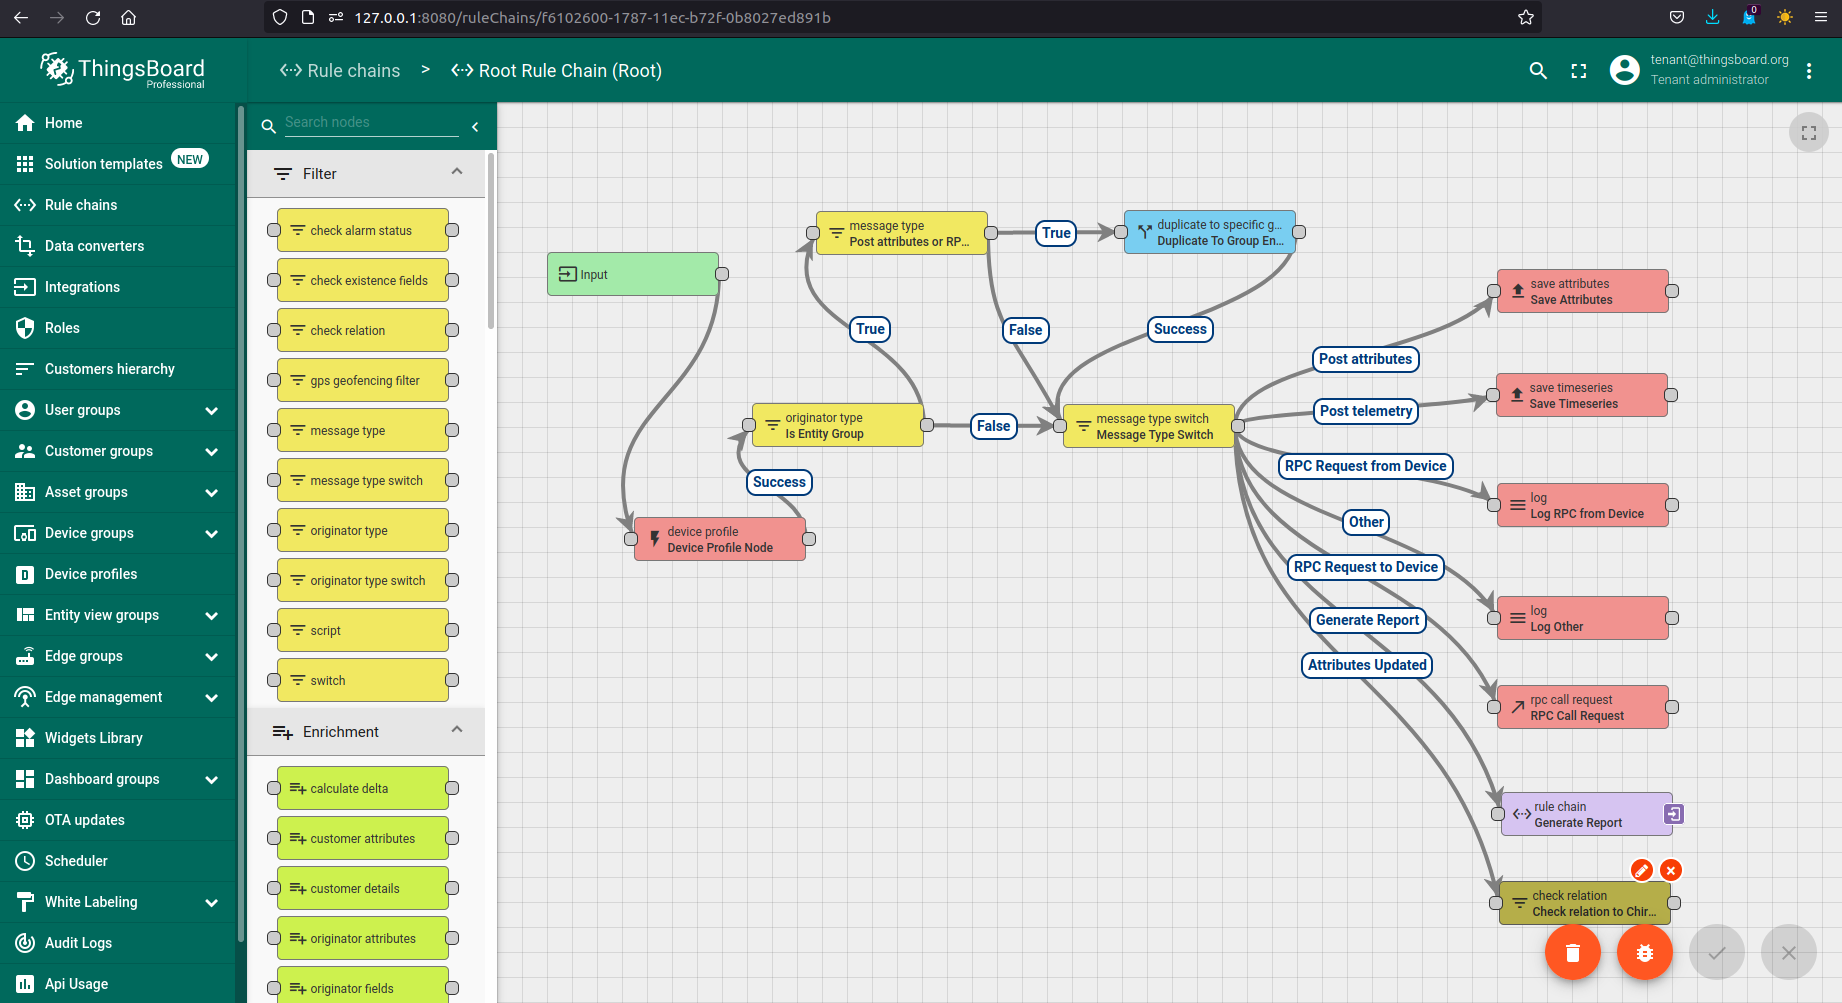 127.0.0.1:8080/ruleChains/f6102600-1787-11ec-b72f-0b8027ed891b
0
ThingsBoard
Professional
Rule chains > Root Rule Chain (Root)
tenant@thingsboard.org
Tenant administrator
Home
Solution templates NEW
Rule chains
Data converters
Integrations
Roles
Customers hierarchy
User groups
Customer groups
Asset groups
Device groups
Device profiles
Entity view groups
Edge groups
Edge management
Widgets Library
Dashboard groups
OTA updates
Scheduler
White Labeling
Audit Logs
Api Usage
Search nodes
Filter
check alarm status
check existence fields
check relation
gps geofencing filter
message type
message type switch
originator type
originator type switch
script
switch
Enrichment
calculate delta
customer attributes
customer details
originator attributes
originator fields
Input
message type
Post attributes or RP...
True
duplicate to specific g...
Duplicate To Group En...
True
False
Success
originator type
Is Entity Group
False
message type switch
Message Type Switch
Success
device profile
Device Profile Node
Post attributes
Post telemetry
RPC Request from Device
Other
RPC Request to Device
Generate Report
Attributes Updated
save attributes
Save Attributes
save timeseries
Save Timeseries
log
Log RPC from Device
log
Log Other
rpc call request
RPC Call Request
rule chain
Generate Report
check relation
Check relation to Chir...